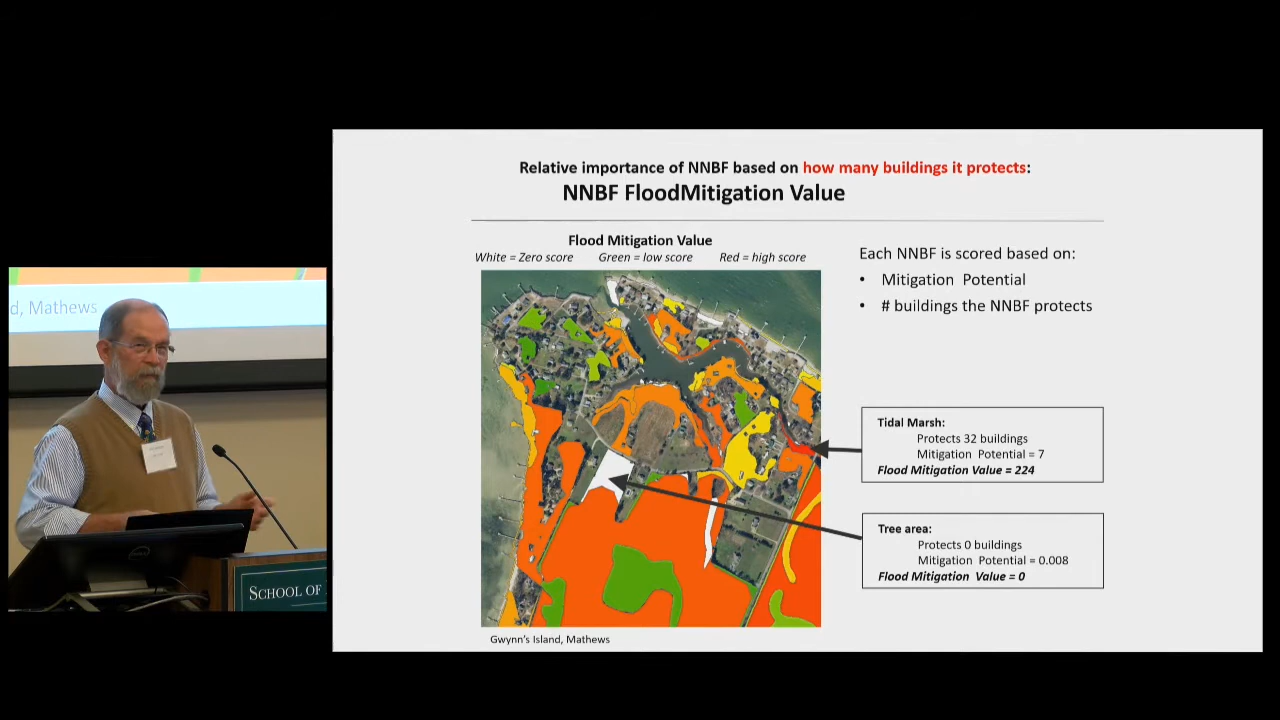 d, Mathews
SCHOOL OF
Relative importance of NNBF based on how many buildings it protects:
NNBF FloodMitigation Value
Flood Mitigation Value
White = Zero score Green = low score Red = high score
Each NNBF is scored based on:
• Mitigation Potential
• # buildings the NNBF protects
Tidal Marsh:
Protects 32 buildings
Mitigation Potential = 7
Flood Mitigation Value = 224
Tree area:
Protects 0 buildings
Mitigation Potential = 0.008
Flood Mitigation Value = 0
Gwynn's Island, Mathews